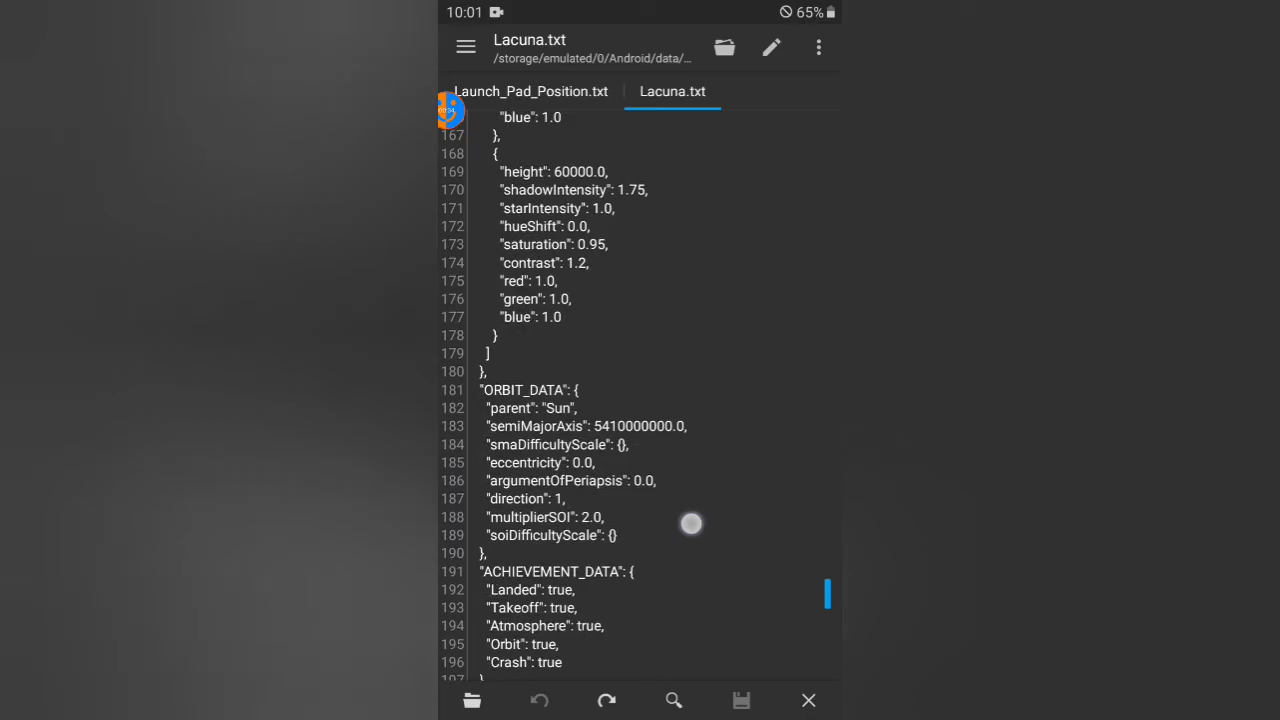 10:01 65%
Lacuna.txt
/storage/emulated/0/Android/data/...
Launch_Pad_Position.txt Lacuna.txt
"blue": 1.0
167 },
168 {
169 "height": 60000.0,
170 "shadowIntensity": 1.75,
171 "starIntensity": 1.0,
172 "hueShift": 0.0,
173 "saturation": 0.95,
174 "contrast": 1.2,
175 "red": 1.0,
176 "green": 1.0,
177 "blue": 1.0
178 }
179 ]
180 },
181 "ORBIT_DATA": {
182 "parent": "Sun",
183 "semiMajorAxis": 5410000000.0,
184 "smaDifficultyScale": {},
185 "eccentricity": 0.0,
186 "argumentOfPeriapsis": 0.0,
187 "direction": 1,
188 "multiplierSOI": 2.0,
189 "soiDifficultyScale": {}
190 },
191 "ACHIEVEMENT_DATA": {
192 "Landed": true,
193 "Takeoff": true,
194 "Atmosphere": true,
195 "Orbit": true,
196 "Crash": true
197 }